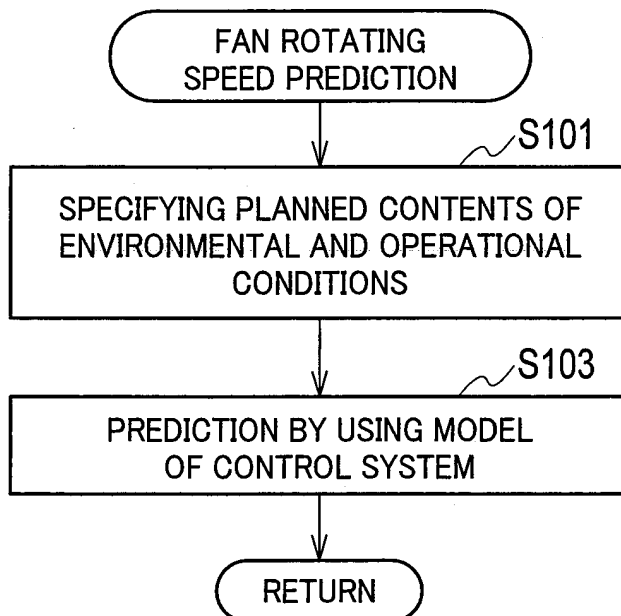 FAN ROTATING
SPEED PREDICTION
S101
SPECIFYING PLANNED CONTENTS OF
ENVIRONMENTAL AND OPERATIONAL
CONDITIONS
S103
PREDICTION BY USING MODEL
OF CONTROL SYSTEM
RETURN